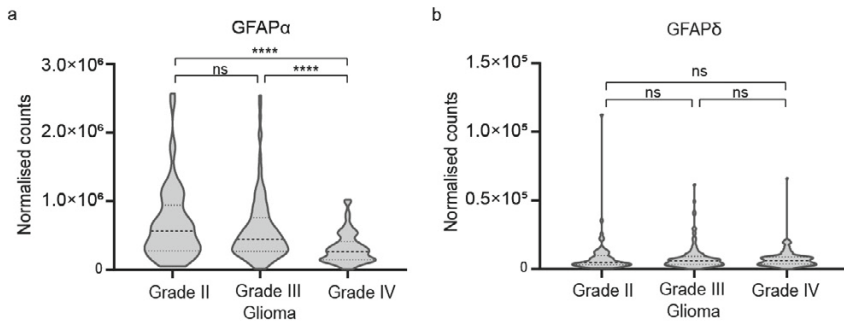 a
GFAPα
****
ns
****
3.0×10⁶
2.0×10⁶
1.0×10⁶
0
Normalised counts
Grade II
Grade III
Grade IV
Glioma
b
GFAPδ
ns
ns
ns
1.5×10⁵
1.0×10⁵
0.5×10⁵
0
Normalised counts
Grade II
Grade III
Grade IV
Glioma